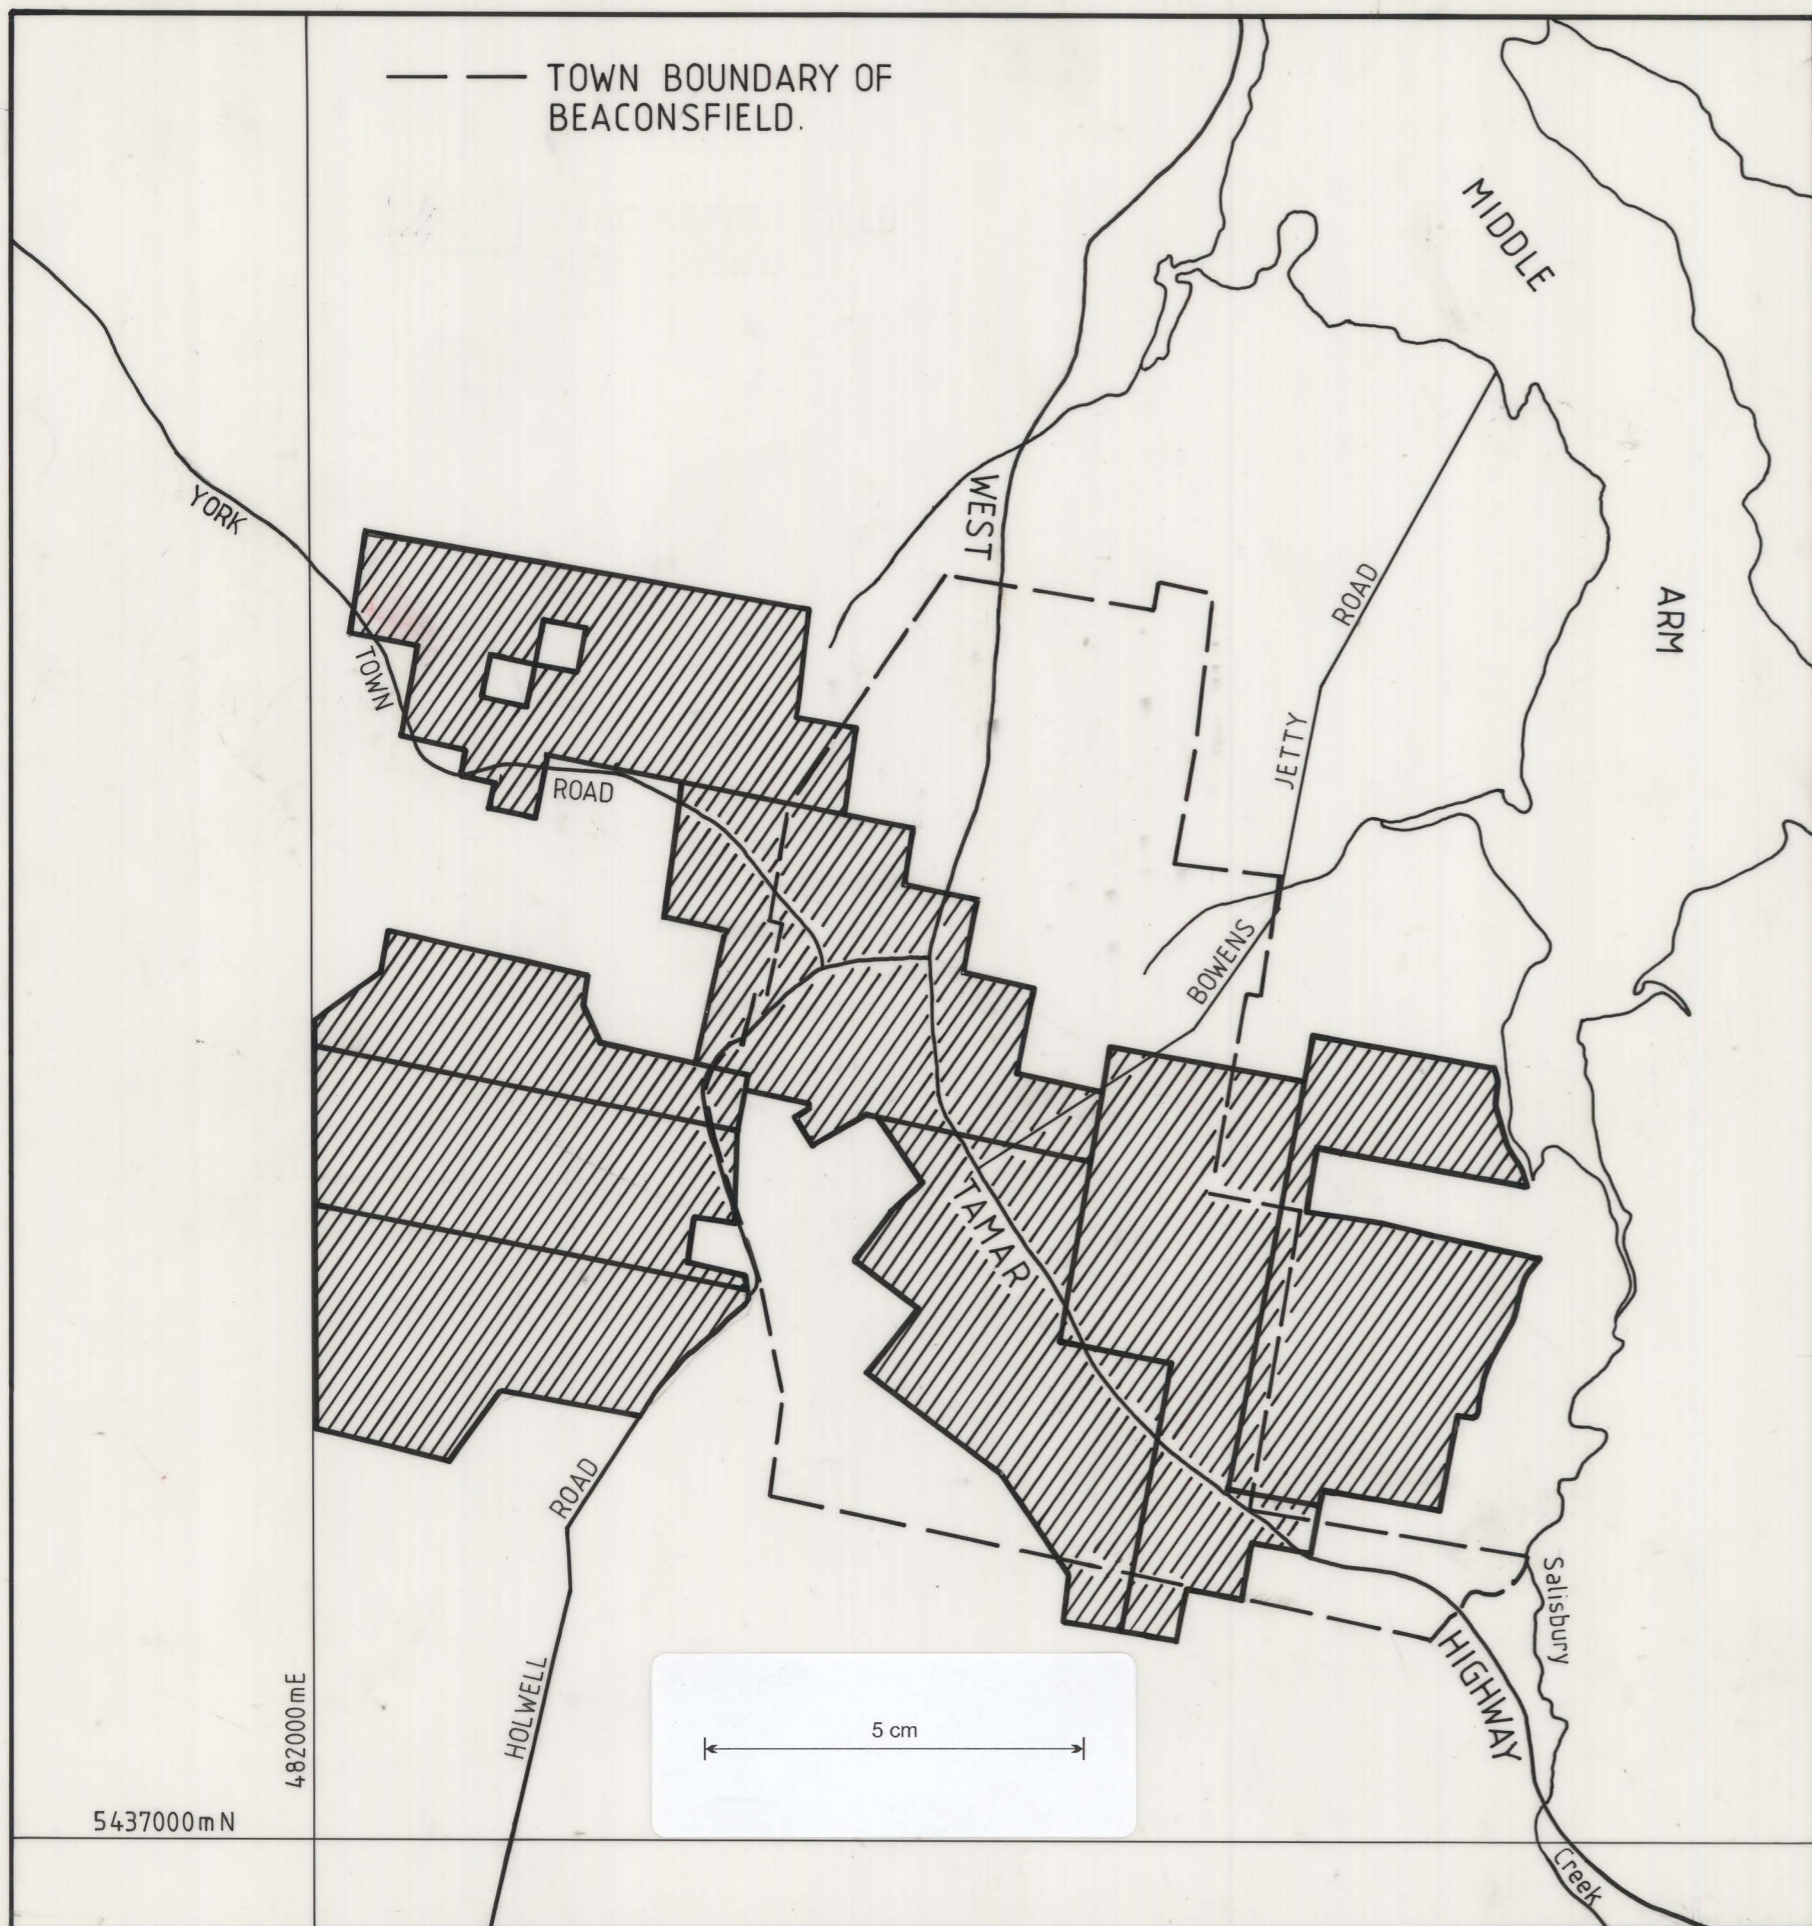 TOWN BOUNDARY OF
BEACONSFIELD.
MIDDLE
ARM
YORK
TOWN
ROAD
WEST
ROAD
JETTY
BOWENS
TAMAR
ROAD
HOLWELL
HIGHWAY
Salisbury
Creek
482000mE
5437000mN
5 cm